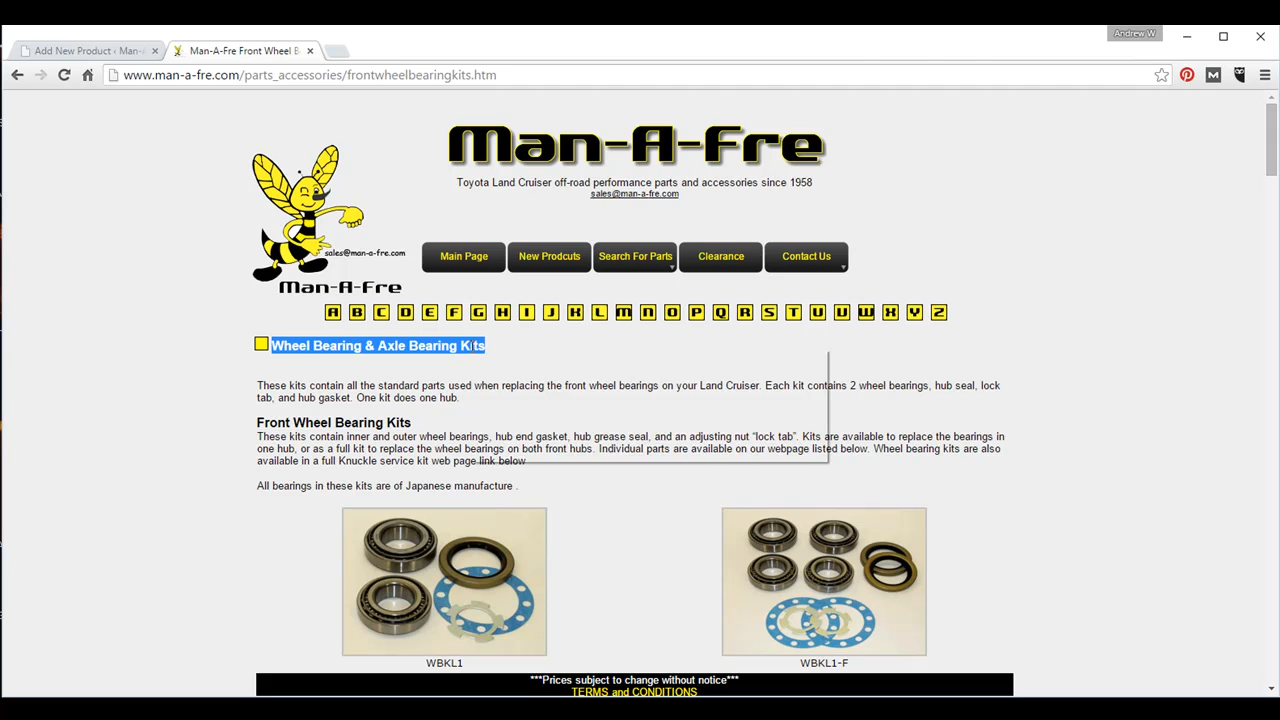 Andrew W
Add New Product ‹ Man-
Man-A-Fre Front Wheel B
www.man-a-fre.com/parts_accessories/frontwheelbearingkits.htm
Man-A-Fre
Toyota Land Cruiser off-road performance parts and accessories since 1958
sales@man-a-fre.com
sales@man-a-fre.com
Man-A-Fre
Main Page New Prodcuts Search For Parts Clearance Contact Us
A B C D E F G H I J K L M N O P Q R S T U U W X Y Z
Wheel Bearing & Axle Bearing Kits
These kits contain all the standard parts used when replacing the front wheel bearings on your Land Cruiser. Each kit contains 2 wheel bearings, hub seal, lock
tab, and hub gasket. One kit does one hub.
Front Wheel Bearing Kits
These kits contain inner and outer wheel bearings, hub end gasket, hub grease seal, and an adjusting nut “lock tab”. Kits are available to replace the bearings in
one hub, or as a full kit to replace the wheel bearings on both front hubs. Individual parts are available on our webpage listed below. Wheel bearing kits are also
available in a full Knuckle service kit web page link below
All bearings in these kits are of Japanese manufacture .
WBKL1 WBKL1-F
***Prices subject to change without notice***
TERMS and CONDITIONS